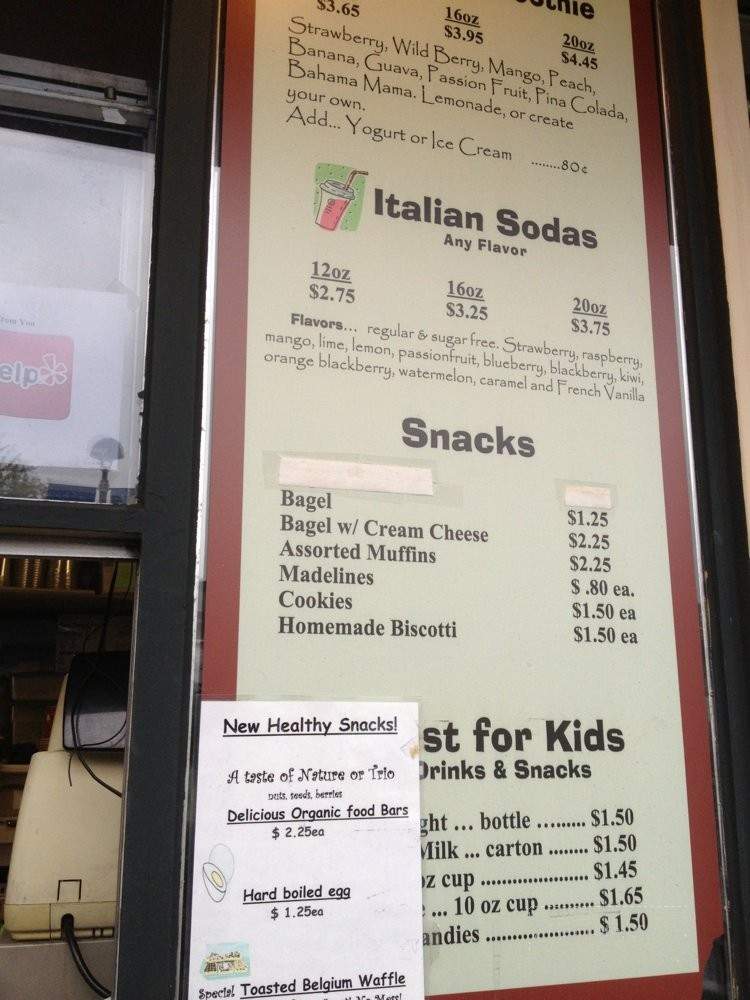 $3.65
16oz
$3.95
20oz
$4.45
Strawberry, Wild Berry, Mango, Peach,
Banana, Guava, Passion Fruit, Pina Colada,
Bahama Mama. Lemonade, or create
your own.
Add... Yogurt or Ice Cream ........80¢
Italian Sodas
Any Flavor
12oz 16oz 20oz
$2.75 $3.25 $3.75
Flavors... regular & sugar free. Strawberry, raspberry,
mango, lime, lemon, passionfruit, blueberry, blackberry, kiwi,
orange blackberry, watermelon, caramel and French Vanilla
Snacks
Bagel $1.25
Bagel w/ Cream Cheese $2.25
Assorted Muffins $2.25
Madelines $.80 ea.
Cookies $1.50 ea
Homemade Biscotti $1.50 ea
st for Kids
Drinks & Snacks
ght ... bottle ......... $1.50
Milk ... carton ........ $1.50
oz cup ..................... $1.45
... 10 oz cup .......... $1.65
andies ..................... $ 1.50
New Healthy Snacks!
A taste of Nature or Trio
nuts, seeds, berries
Delicious Organic food Bars
$ 2.25ea
Hard boiled egg
$ 1.25ea
Special Toasted Belgium Waffle
from You
elp